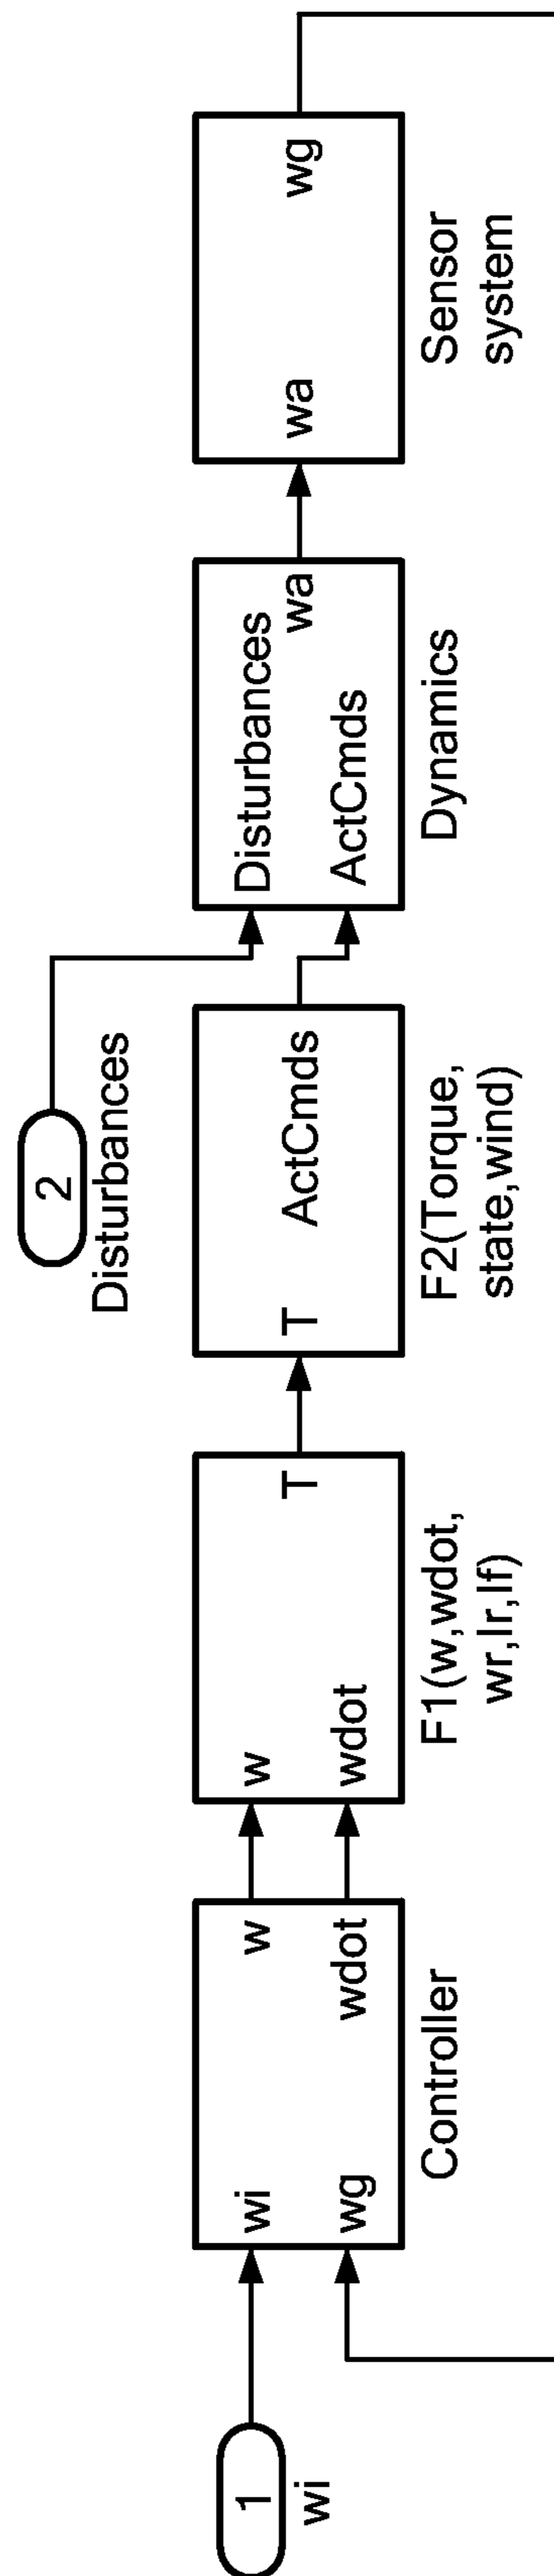 1
wi
wi
wg
w
wdot
Controller
w
wdot
T
F1(w,wdot,
wr,Ir,If)
T
ActCmds
F2(Torque,
state,wind)
2
Disturbances
Disturbances
ActCmds
wa
Dynamics
wa
wg
Sensor
system